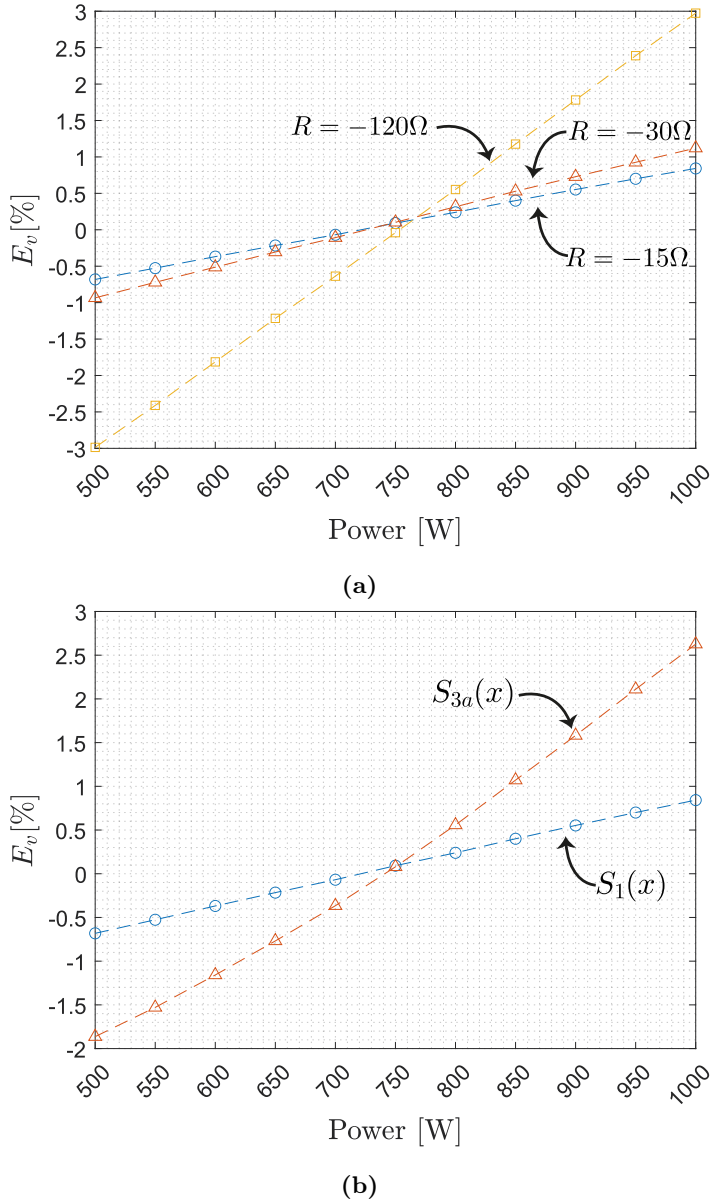 3
2.5
2
1.5
1
0.5
0
-0.5
-1
-1.5
-2
-2.5
-3
E_v[%]
R = −120Ω
R = −30Ω
R = −15Ω
500 550 600 650 700 750 800 850 900 950 1000
Power [W]
(a)
3
2.5
2
1.5
1
0.5
0
-0.5
-1
-1.5
-2
E_v[%]
S_{3a}(x)
S_1(x)
500 550 600 650 700 750 800 850 900 950 1000
Power [W]
(b)